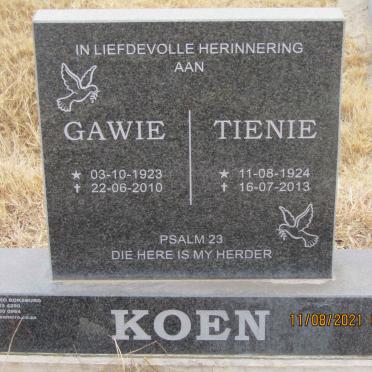 IN LIEFDEVOLLE HERINNERING
AAN
GAWIE
★ 03-10-1923
✝ 22-06-2010
TIENIE
★ 11-08-1924
✝ 16-07-2013
PSALM 23
DIE HERE IS MY HERDER
KOEN
11/08/2021